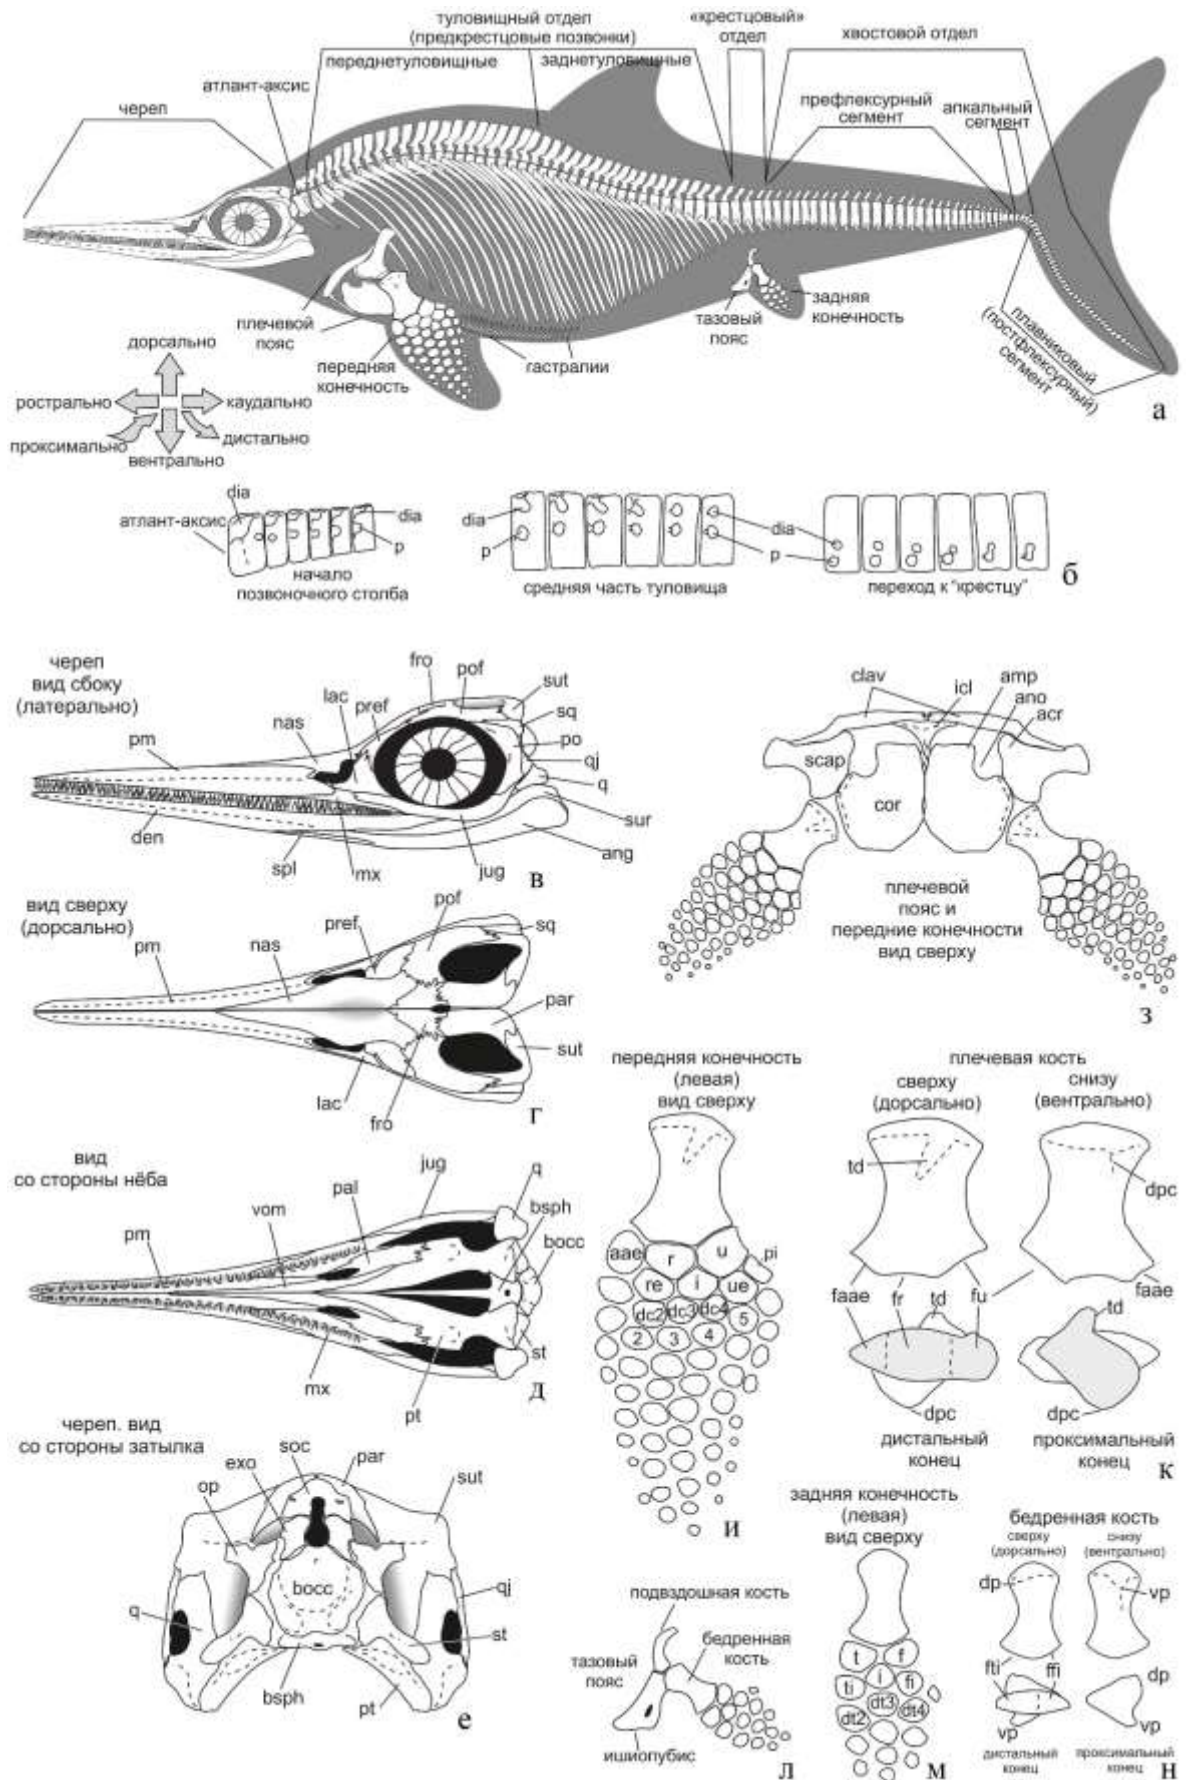 туловищный отдел
(предкрестцовые позвонки)
«крестцовый»
отдел
хвостовой отдел
переднетуловищные
заднетуловищные
атлант-аксис
череп
префлексурный
сегмент
апкальный
сегмент
плечевой
пояс
передняя
конечность
гастралии
тазовый
пояс
задняя
конечность
плавниковый
(постфлексурный)
сегмент
а
дорсально
рострально
каудально
проксимально
дистально
вентрально
dia
атлант-аксис
dia
p
начало
позвоночного столба
dia
p
средняя часть туловища
dia
p
переход к "крестцу"
б
череп
вид сбоку
(латерально)
fro
pof
sut
lac
pref
sq
nas
po
pm
qj
q
den
sur
spl
mx
jug
ang
в
clav
icl
amp
ano
acr
scap
cor
плечевой
пояс и
передние конечности
вид сверху
з
вид сверху
(дорсально)
pof
pref
sq
nas
pm
par
sut
lac
fro
г
передняя конечность
(левая)
вид сверху
aae
r
u
pi
re
i
ue
dc2
dc3
dc4
5
2
3
4
и
плечевая кость
сверху
(дорсально)
снизу
(вентрально)
td
dpc
faae
fr
td
fu
td
faae
dpc
dpc
дистальный
конец
проксимальный
конец
к
вид
со стороны нёба
jug
q
pal
bsph
vom
bocc
pm
mx
st
pt
д
череп. вид
со стороны затылка
soc
exo
par
op
sut
bocc
q
qj
st
bsph
pt
е
подвздошная кость
бедренная
кость
тазовый
пояс
ишиопубис
л
задняя конечность
(левая)
вид сверху
t
f
ti
i
fi
dt2
dt3
dt4
м
бедренная кость
сверху
(дорсально)
снизу
(вентрально)
dp
vp
fti
ffi
dp
vp
vp
дистальный
конец
проксимальный
конец
н